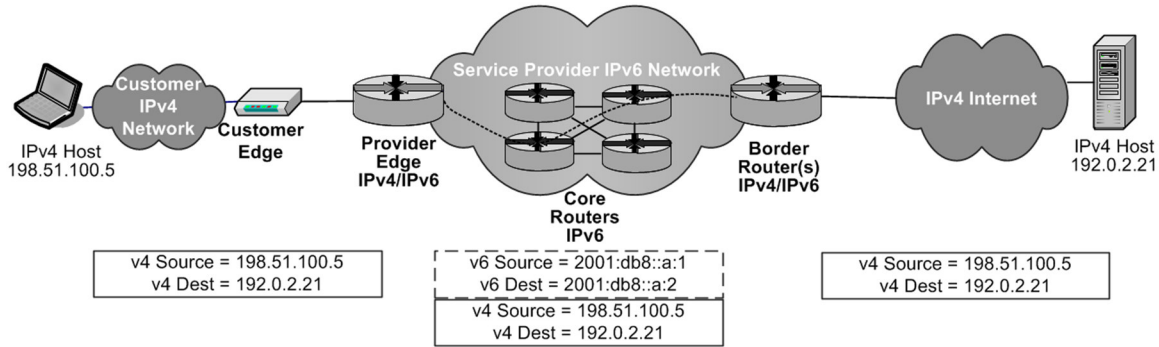 Service Provider IPv6 Network
Customer
IPv4
Network
IPv4 Internet
Customer
Edge
Provider
Edge
IPv4/IPv6
Border
Router(s)
IPv4/IPv6
IPv4 Host
198.51.100.5
IPv4 Host
192.0.2.21
Core
Routers
IPv6
v4 Source = 198.51.100.5
v4 Dest = 192.0.2.21
v6 Source = 2001:db8::a:1
v6 Dest = 2001:db8::a:2
v4 Source = 198.51.100.5
v4 Dest = 192.0.2.21
v4 Source = 198.51.100.5
v4 Dest = 192.0.2.21